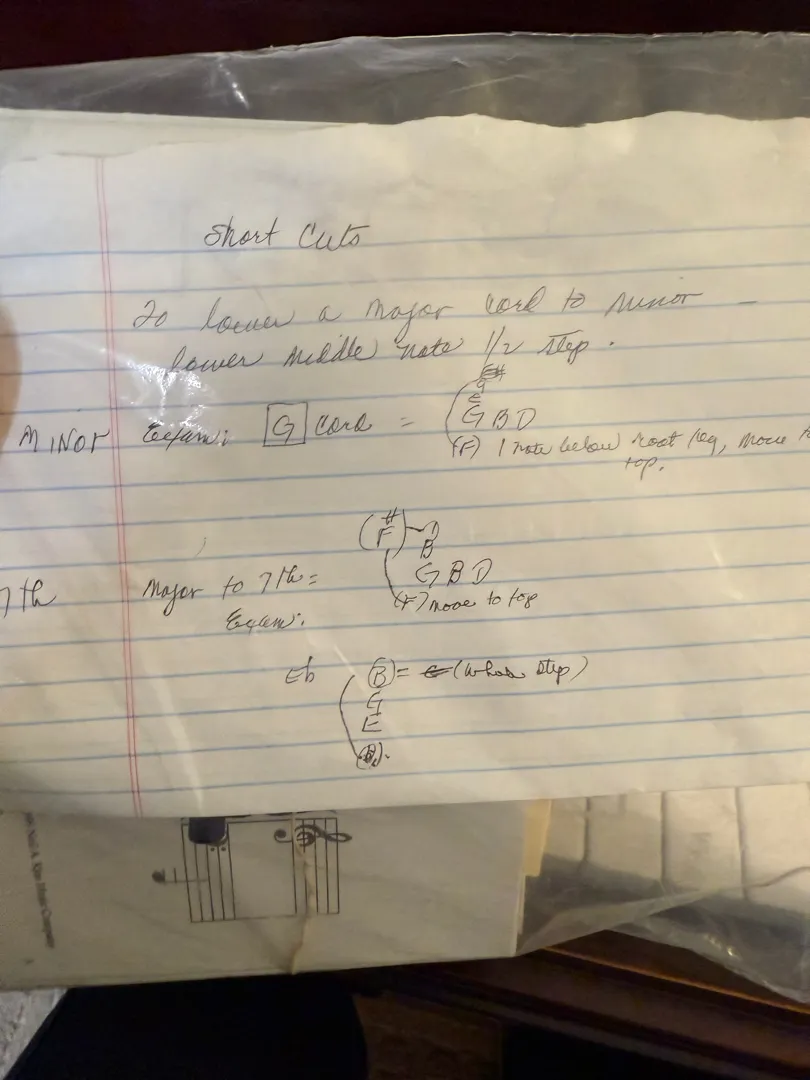 Short Cuts
To lower a Major cord to Minor –
lower Middle note 1/2 step.
MINOR Exam: G Cord = G B D
(F) 1 note below root reg, move to
top.
(F#) D
B
G B D
7th Major to 7th = (F) move to top
Exam:
Eb (B) = (Whole Step)
G
E
(B).